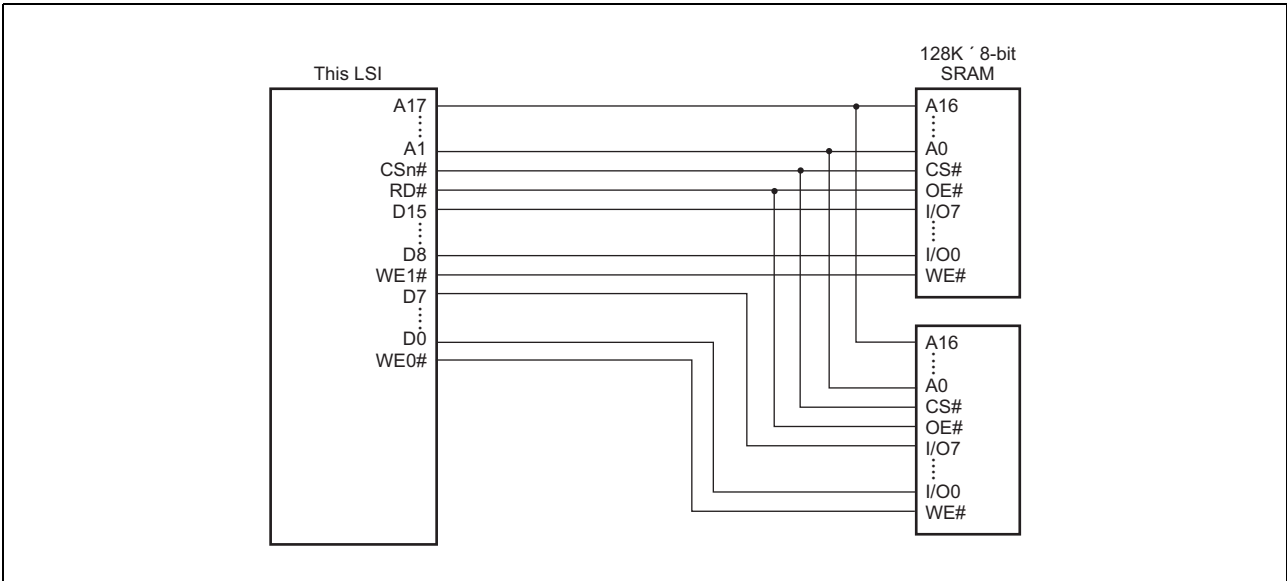 This LSI
A17
A1
CSn#
RD#
D15
D8
WE1#
D7
D0
WE0#
128K ´ 8-bit
SRAM
A16
A0
CS#
OE#
I/O7
I/O0
WE#
A16
A0
CS#
OE#
I/O7
I/O0
WE#